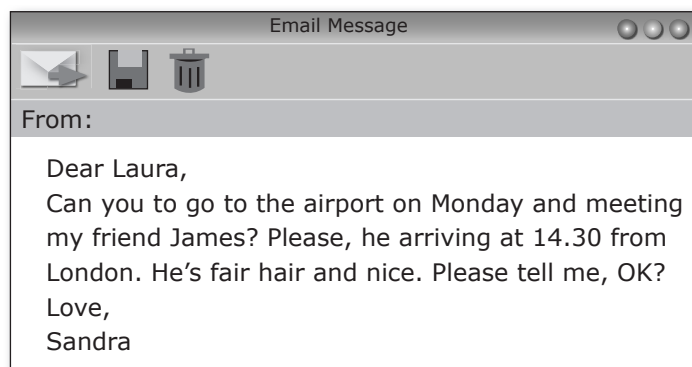 Email Message
From:
Dear Laura,
Can you to go to the airport on Monday and meeting
my friend James? Please, he arriving at 14.30 from
London. He's fair hair and nice. Please tell me, OK?
Love,
Sandra